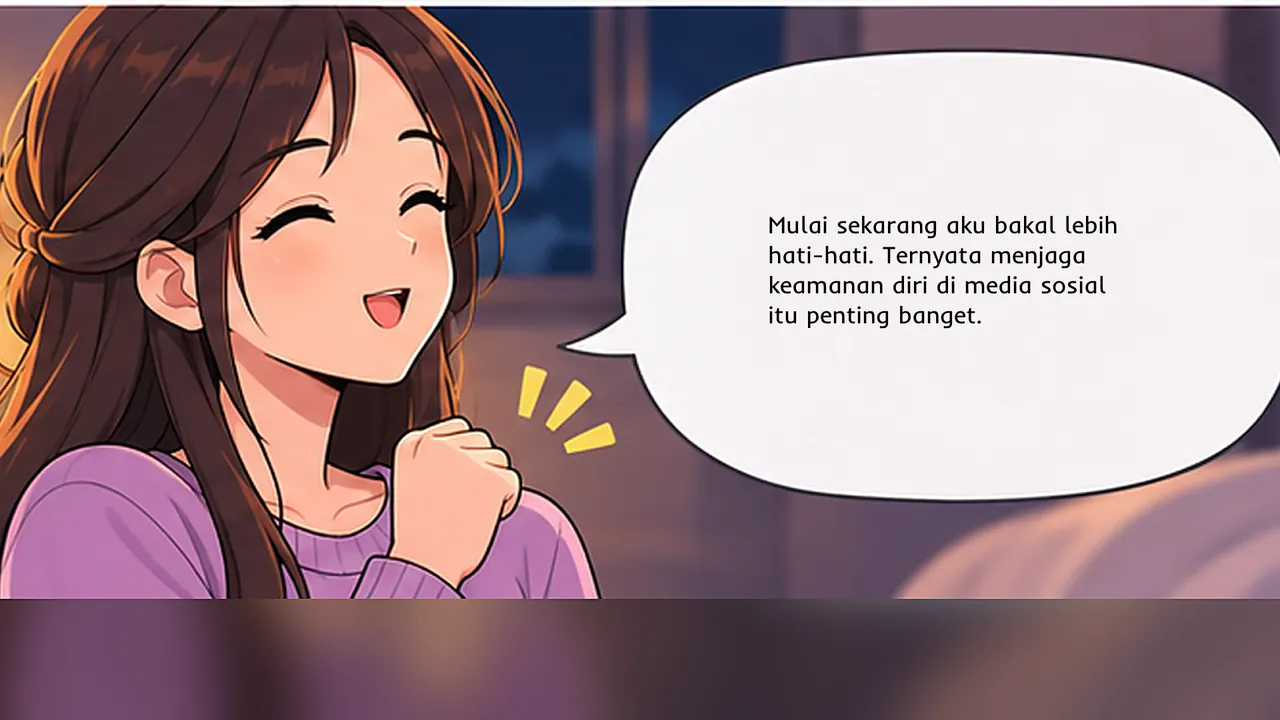 Mulai sekarang aku bakal lebih
hati-hati. Ternyata menjaga
keamanan diri di media sosial
itu penting banget.